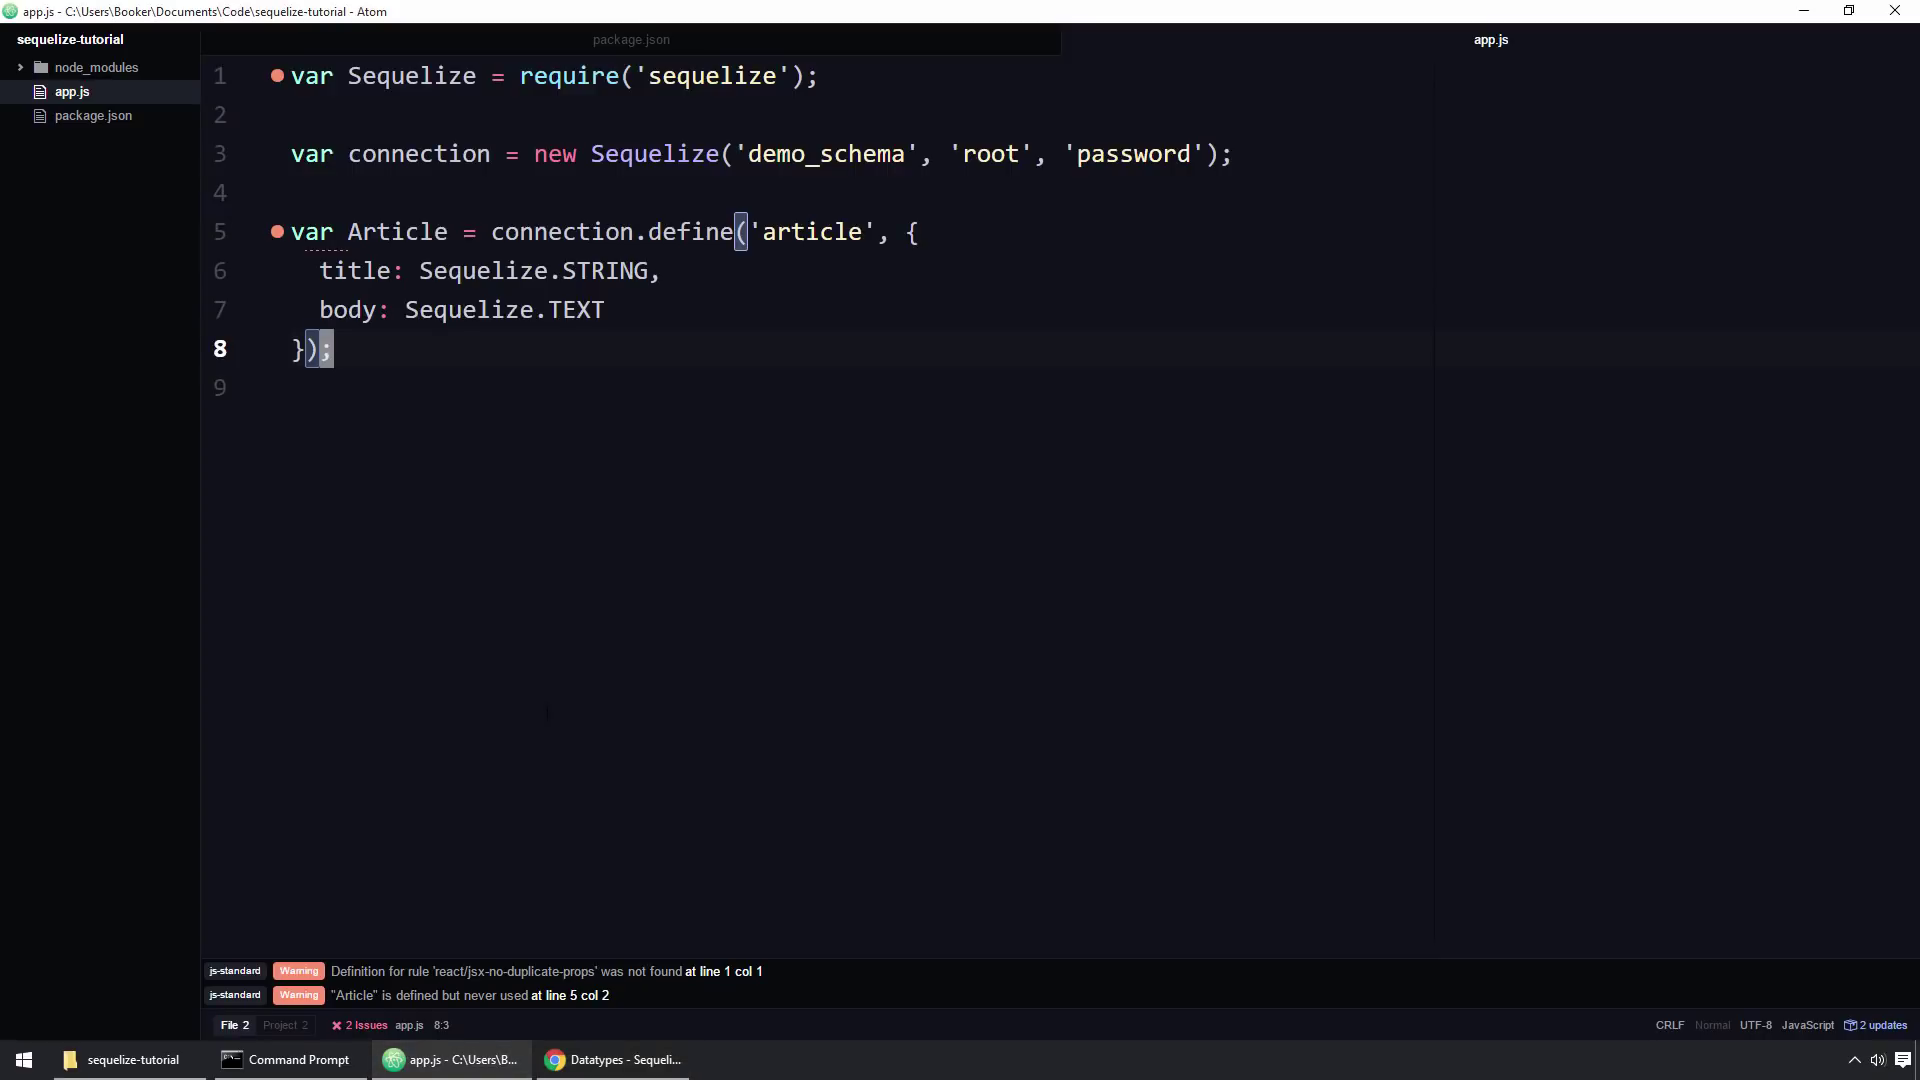 app.js - C:\Users\Booker\Documents\Code\sequelize-tutorial - Atom
sequelize-tutorial
node_modules
app.js
package.json
package.json
app.js
1 var Sequelize = require('sequelize');
2
3 var connection = new Sequelize('demo_schema', 'root', 'password');
4
5 var Article = connection.define('article', {
6 title: Sequelize.STRING,
7 body: Sequelize.TEXT
8 });
9
js-standard Warning Definition for rule 'react/jsx-no-duplicate-props' was not found at line 1 col 1
js-standard Warning "Article" is defined but never used at line 5 col 2
File 2 Project 2 2 Issues app.js 8:3 CRLF Normal UTF-8 JavaScript 2 updates
sequelize-tutorial Command Prompt app.js - C:\Users\B... Datatypes - Sequeli...